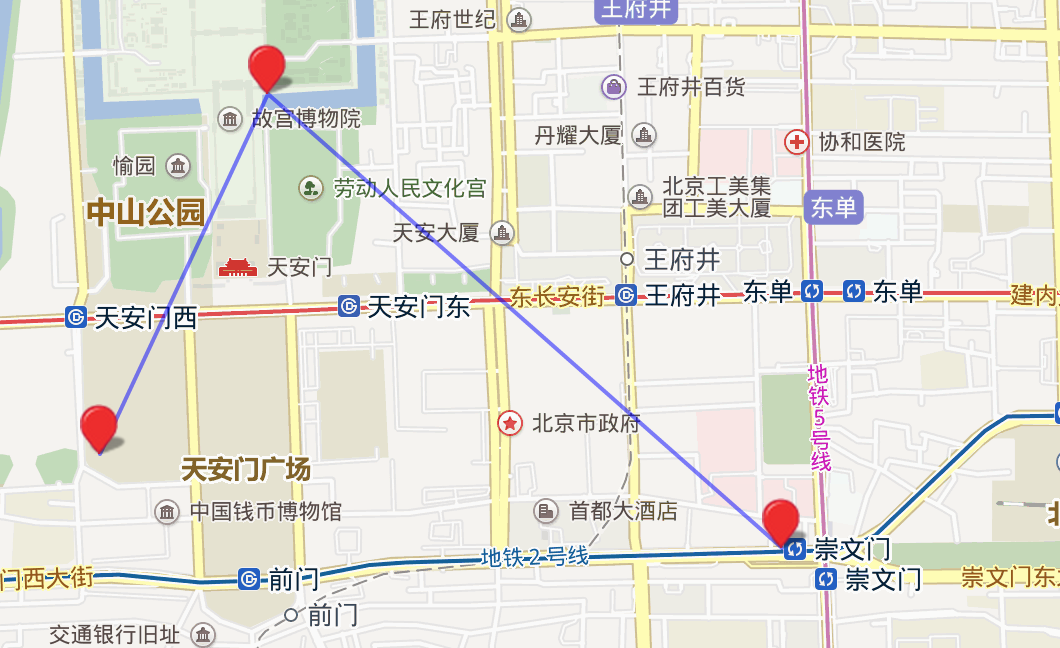 王府世纪
王府井
王府井百货
故宫博物院
丹耀大厦
协和医院
愉园
劳动人民文化宫
北京工美集
团工美大厦
中山公园
东单
天安大厦
天安门
王府井
天安门西
天安门东
东长安街
王府井
东单
东单
建内
地铁5号线
北京市政府
天安门广场
中国钱币博物馆
首都大酒店
地铁2号线
崇文门
门西大街
前门
崇文门
崇文门东
前门
交通银行旧址